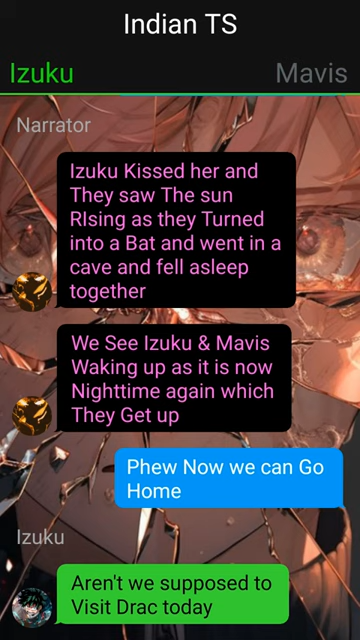 Indian TS
Izuku
Mavis
Narrator
Izuku Kissed her and
They saw The sun
RIsing as they Turned
into a Bat and went in a
cave and fell asleep
together
We See Izuku & Mavis
Waking up as it is now
Nighttime again which
They Get up
Phew Now we can Go
Home
Izuku
Aren't we supposed to
Visit Drac today